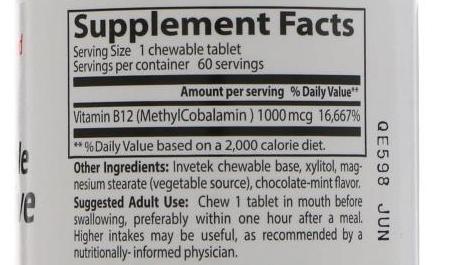 Supplement Facts
Serving Size 1 chewable tablet
Servings per container 60 servings
Amount per serving % Daily Value**
Vitamin B12 (MethylCobalamin ) 1000 mcg 16,667%
** % Daily Value based on a 2,000 calorie diet.
Other Ingredients: Invetek chewable base, xylitol, mag-
nesium stearate (vegetable source), chocolate-mint flavor.
Suggested Adult Use: Chew 1 tablet in mouth before
swallowing, preferably within one hour after a meal.
Higher intakes may be useful, as recommended by a
nutritionally- informed physician.
QE598 JUN
le
ve